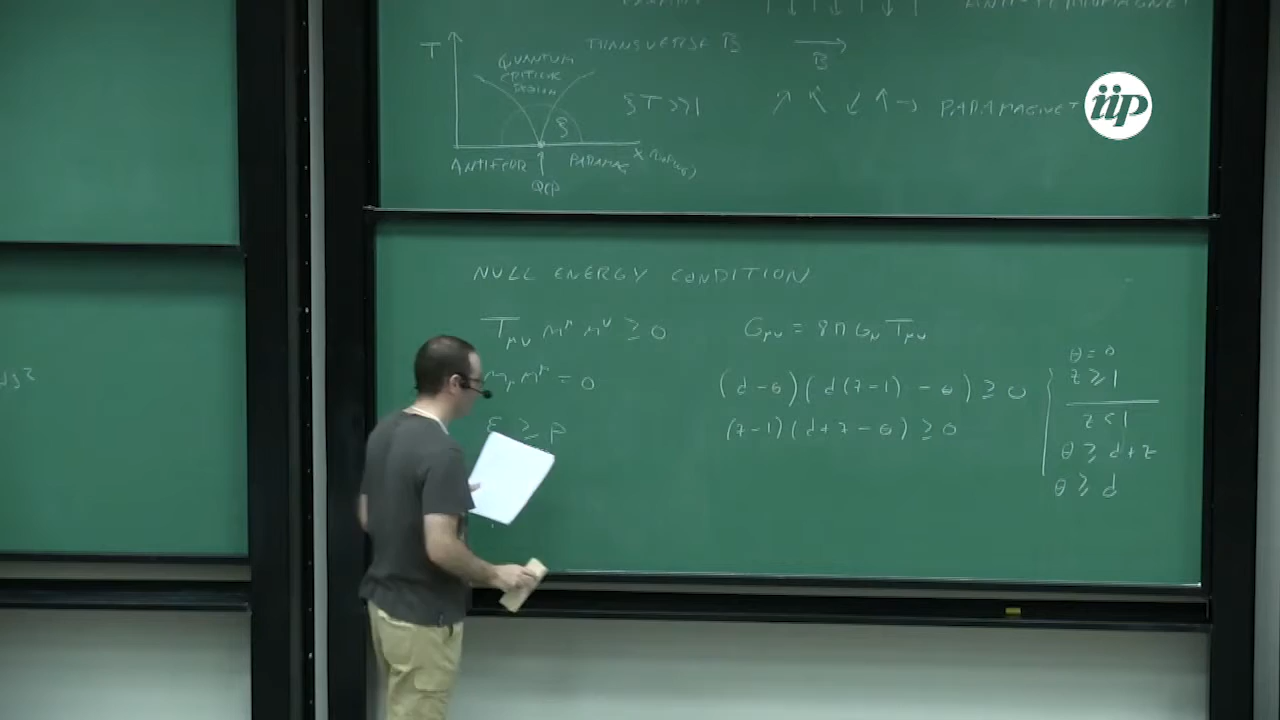 T
QUANTUM
CRITICAL
REGION
TRANSVERSE B
B
ξT>>1
PARAMAGNET
ξ
ANTIFERR
PARAMAG
QCP
iip
NULL ENERGY CONDITION
T_μν n^μ n^ν ≥ 0
G_μν = 8π G_N T_μν
n_μ n^μ = 0
(d-θ)(d(z-1) - θ) ≥ 0
ε ≥ p
(z-1)(d+z-θ) ≥ 0
θ = 0
z ≥ 1
z < 1
θ ≥ d+z
θ ≥ d
ds²